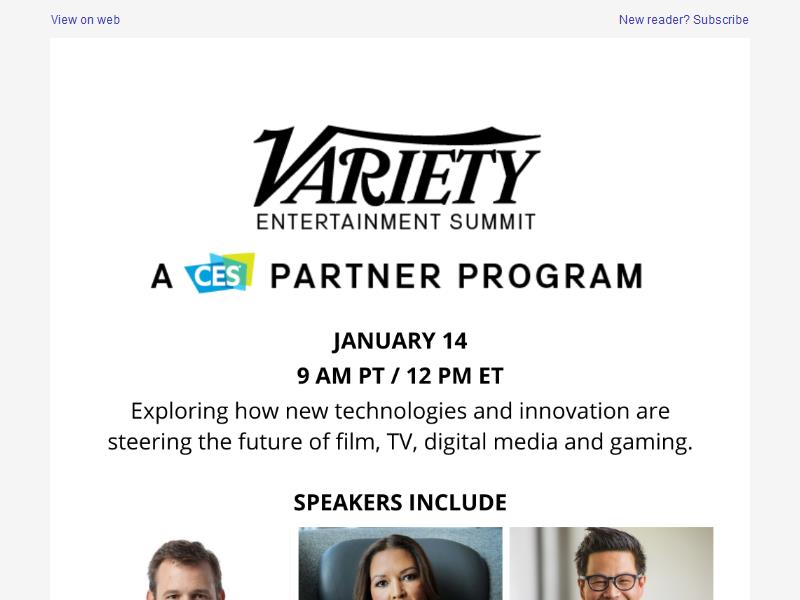 View on web
New reader? Subscribe
VARIETY
ENTERTAINMENT SUMMIT
A CES PARTNER PROGRAM
JANUARY 14
9 AM PT / 12 PM ET
Exploring how new technologies and innovation are
steering the future of film, TV, digital media and gaming.
SPEAKERS INCLUDE